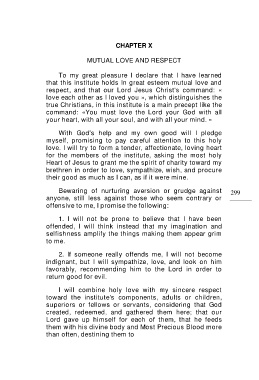 CHAPTER X
MUTUAL LOVE AND RESPECT
To my great pleasure I declare that I have learned
that this institute holds in great esteem mutual love and
respect, and that our Lord Jesus Christ's command: «
love each other as I loved you », which distinguishes the
true Christians, in this institute is a main precept like the
command: «You must love the Lord your God with all
your heart, with all your soul, and with all your mind. »
With God's help and my own good will I pledge
myself, promising to pay careful attention to this holy
love. I will try to form a tender, affectionate, loving heart
for the members of the institute, asking the most holy
Heart of Jesus to grant me the spirit of charity toward my
brethren in order to love, sympathize, wish, and procure
their good as much as I can, as if it were mine.
Bewaring of nurturing aversion or grudge against
anyone, still less against those who seem contrary or
offensive to me, I promise the following:
299
1. I will not be prone to believe that I have been
offended, I will think instead that my imagination and
selfishness amplify the things making them appear grim
to me.
2. If someone really offends me, I will not become
indignant, but I will sympathize, love, and look on him
favorably, recommending him to the Lord in order to
return good for evil.
I will combine holy love with my sincere respect
toward the institute's components, adults or children,
superiors or fellows or servants, considering that God
created, redeemed, and gathered them here; that our
Lord gave up himself for each of them, that he feeds
them with his divine body and Most Precious Blood more
than often, destining them to